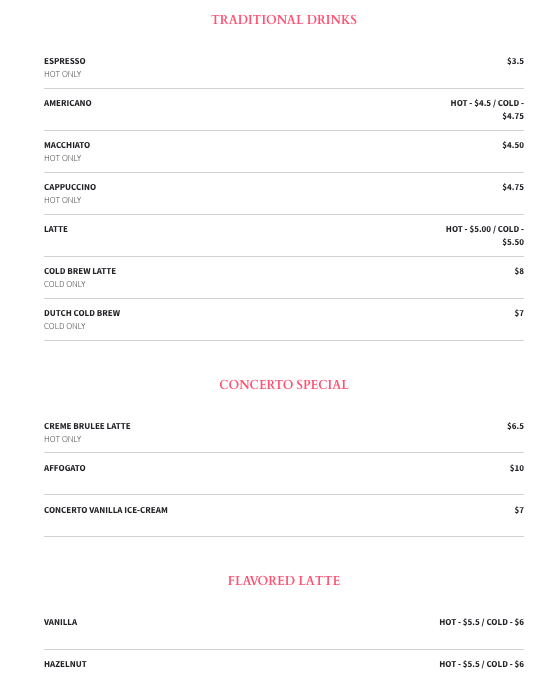 TRADITIONAL DRINKS
ESPRESSO $3.5
HOT ONLY
AMERICANO HOT - $4.5 / COLD -
$4.75
MACCHIATO $4.50
HOT ONLY
CAPPUCCINO $4.75
HOT ONLY
LATTE HOT - $5.00 / COLD -
$5.50
COLD BREW LATTE $8
COLD ONLY
DUTCH COLD BREW $7
COLD ONLY
CONCERTO SPECIAL
CREME BRULEE LATTE $6.5
HOT ONLY
AFFOGATO $10
CONCERTO VANILLA ICE-CREAM $7
FLAVORED LATTE
VANILLA HOT - $5.5 / COLD - $6
HAZELNUT HOT - $5.5 / COLD - $6